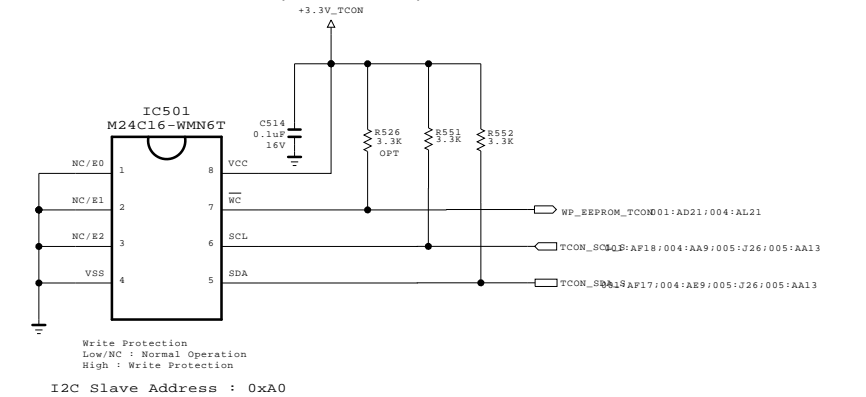 +3.3V_TCON
IC501
M24C16-WMN6T
C514
0.1uF
16V
R526
3.3K
OPT
R551
3.3K
R552
3.3K
NC/E0
1
8
VCC
NC/E1
2
7
WC
WP_EEPROM_TCON 001:AD21;004:AL21
NC/E2
3
6
SCL
TCON_SCL_S :AF18;004:AA9;005:J26;005:AA13
VSS
4
5
SDA
TCON_SDA_S :AF17;004:AE9;005:J26;005:AA13
Write Protection
Low/NC : Normal Operation
High : Write Protection
I2C Slave Address : 0xA0